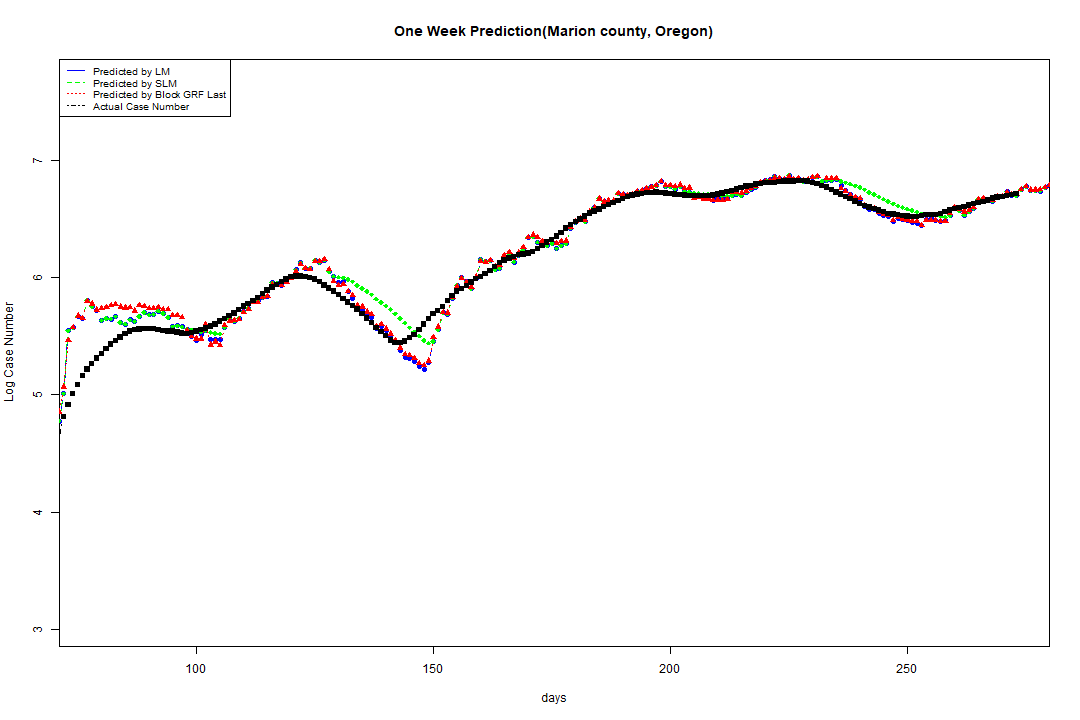 One Week Prediction(Marion county, Oregon)
Predicted by LM
Predicted by SLM
Predicted by Block GRF Last
Actual Case Number
7
6
5
4
3
Log Case Number
100 150 200 250
days